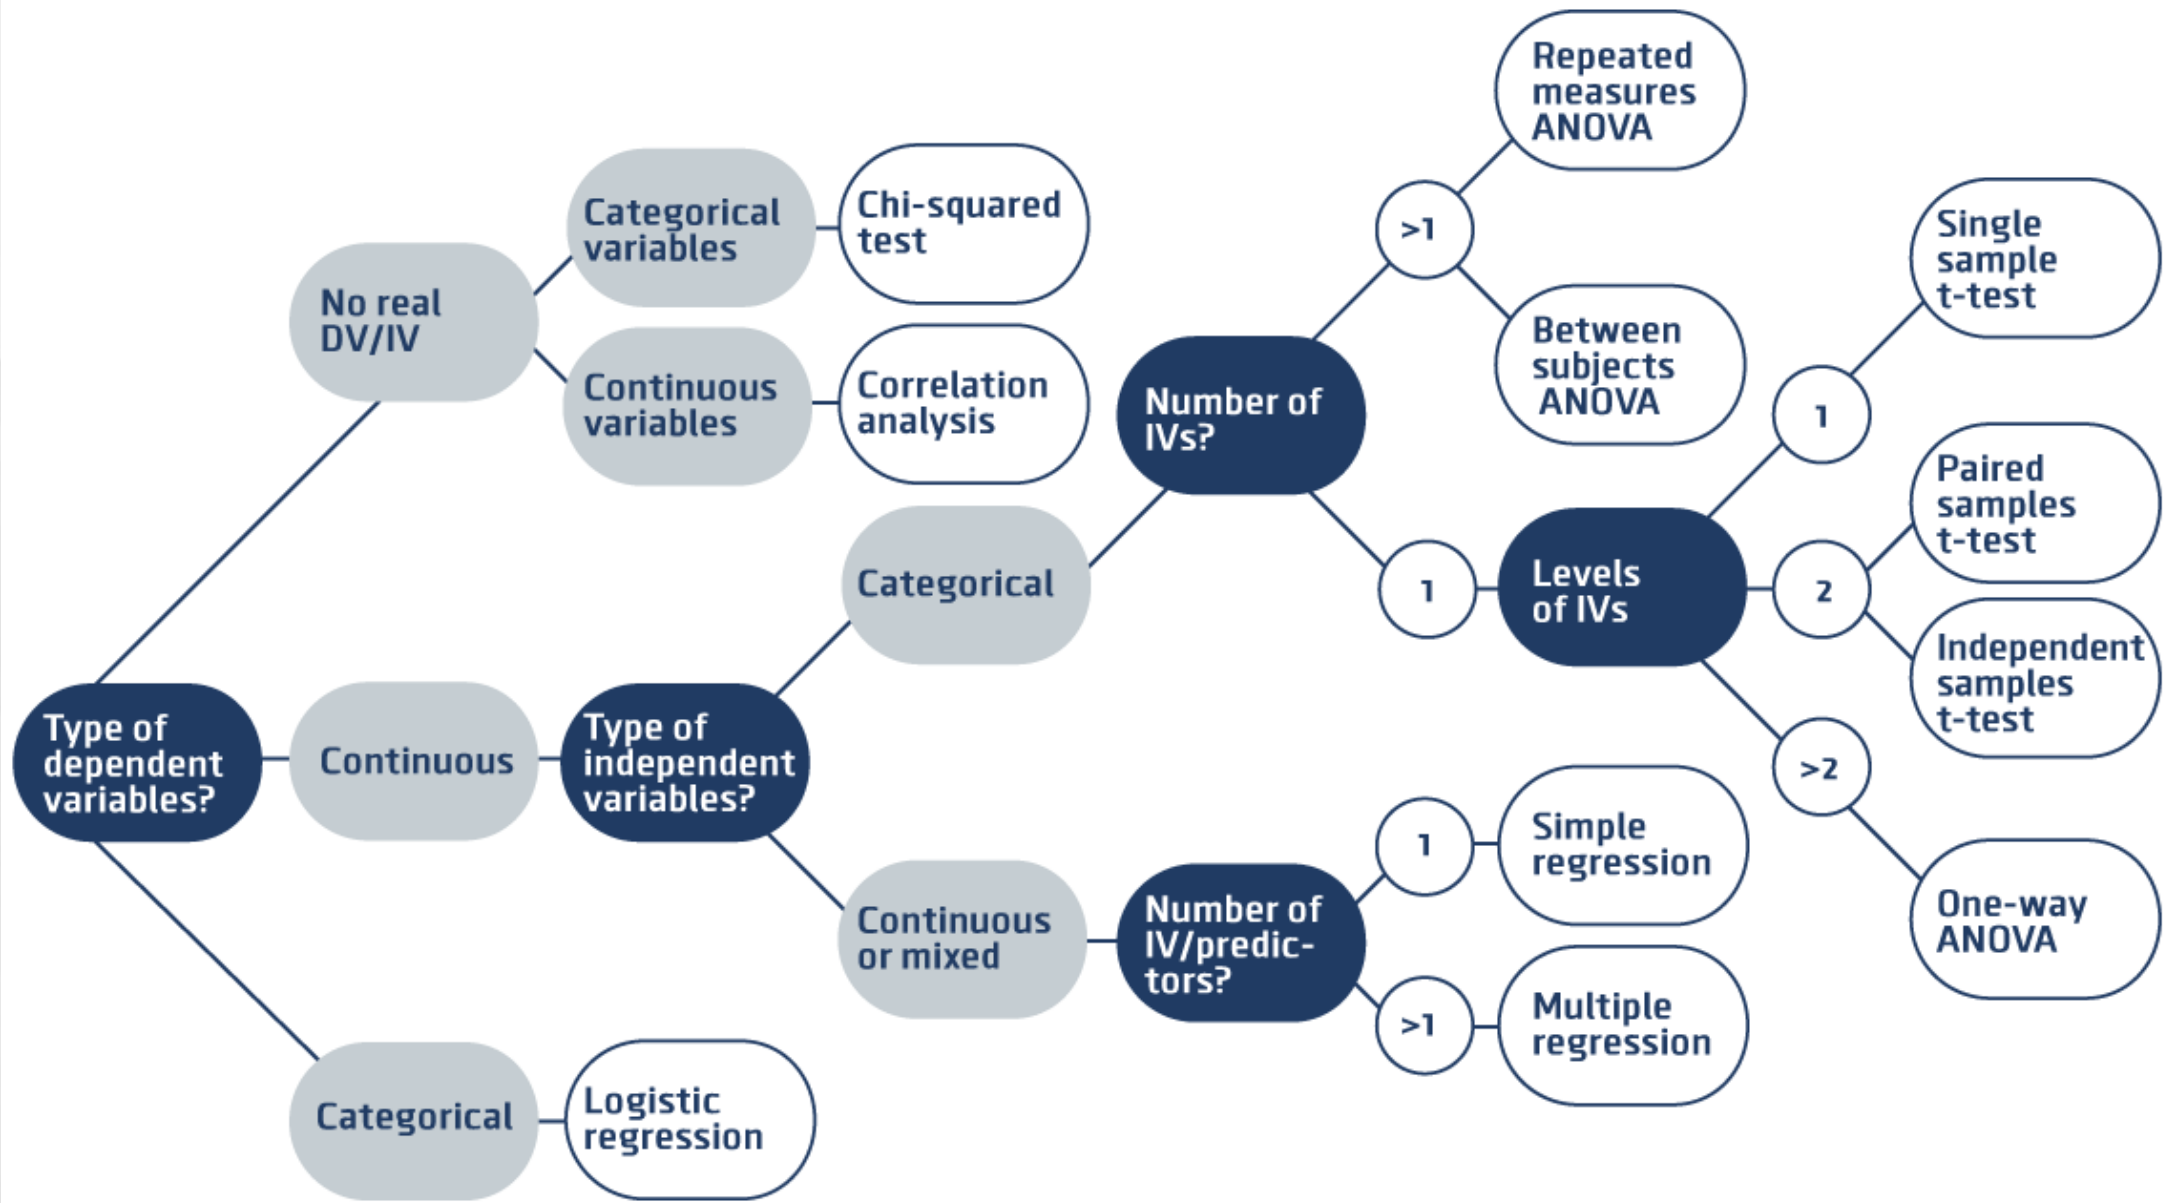 Type of
dependent
variables?
No real
DV/IV
Categorical
variables
Chi-squared
test
Continuous
variables
Correlation
analysis
Continuous
Type of
independent
variables?
Categorical
Number of
IVs?
>1
Repeated
measures
ANOVA
Between
subjects
ANOVA
1
Levels
of IVs
1
Single
sample
t-test
2
Paired
samples
t-test
Independent
samples
t-test
>2
One-way
ANOVA
Continuous
or mixed
Number of
IV/predic-
tors?
1
Simple
regression
>1
Multiple
regression
Categorical
Logistic
regression